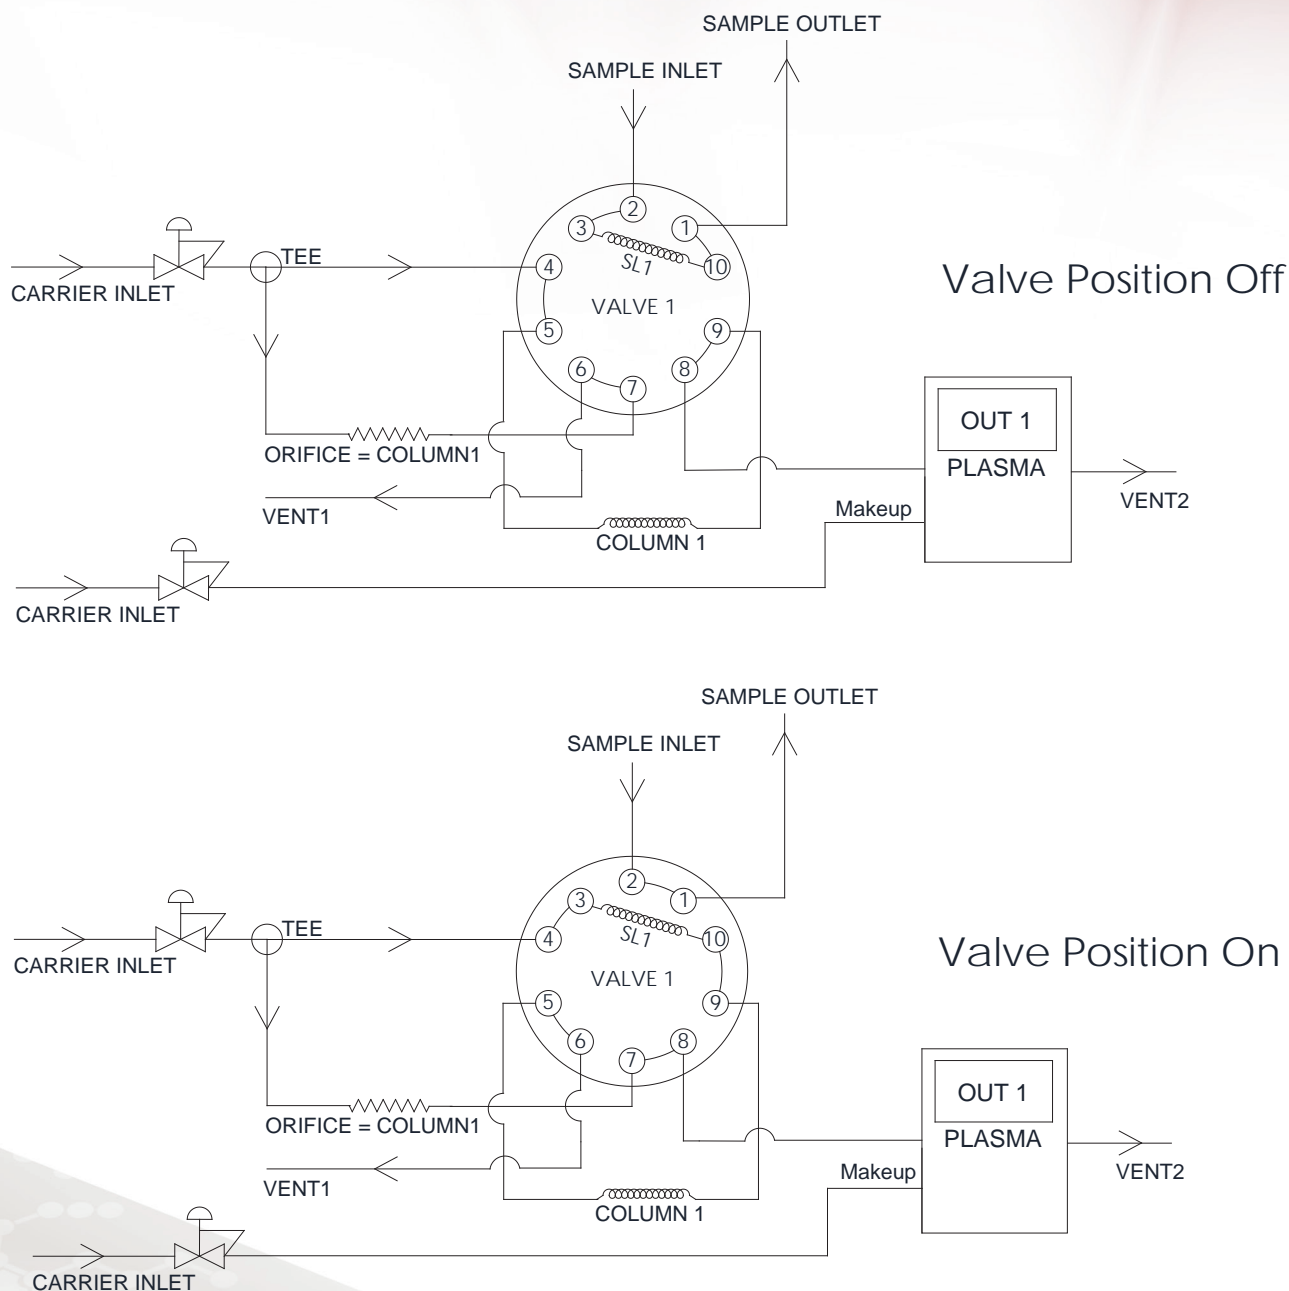 SAMPLE OUTLET
SAMPLE INLET
2
3
1
SL1
10
TEE
4
CARRIER INLET
Valve Position Off
VALVE 1
5
9
6
7
8
OUT 1
ORIFICE = COLUMN1
PLASMA
VENT1
Makeup
VENT2
COLUMN 1
CARRIER INLET
SAMPLE OUTLET
SAMPLE INLET
2
3
1
SL1
10
TEE
4
CARRIER INLET
Valve Position On
VALVE 1
5
9
6
7
8
OUT 1
ORIFICE = COLUMN1
PLASMA
VENT1
Makeup
VENT2
COLUMN 1
CARRIER INLET